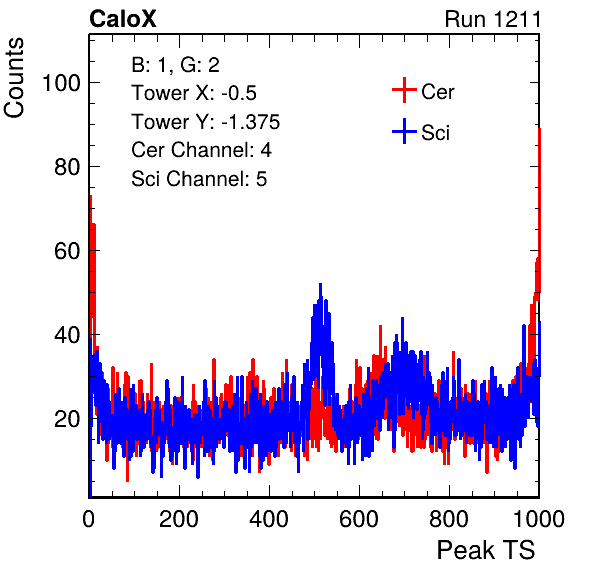 CaloX Run 1211
Counts
B: 1, G: 2
Tower X: -0.5
Tower Y: -1.375
Cer Channel: 4
Sci Channel: 5
Cer
Sci
100
80
60
40
20
0 200 400 600 800 1000
Peak TS